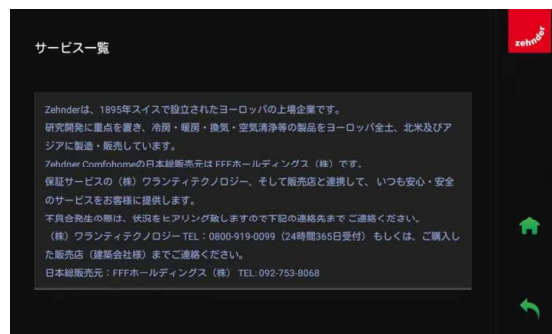 サービス一覧
zehnder
Zehnderは、1895年スイスで設立されたヨーロッパの上場企業です。
研究開発に重点を置き、冷房・暖房・換気・空気清浄等の製品をヨーロッパ全土、北米及びア
ジアに製造・販売しています。
Zehdner Comfohomeの日本総販売元は FFFホールディングス（株）です。
保証サービスの（株）ワランティテクノロジー、そして販売店と連携して、いつも安心・安全
のサービスをお客様に提供します。
不具合発生の際は、状況をヒアリング致しますので下記の連絡先まで ご連絡ください。
（株）ワランティテクノロジー TEL：0800-919-0099（24時間365日受付）もしくは、ご購入し
た販売店（建築会社様）までご連絡ください。
日本総販売元：FFFホールディングス（株） TEL: 092-753-8068